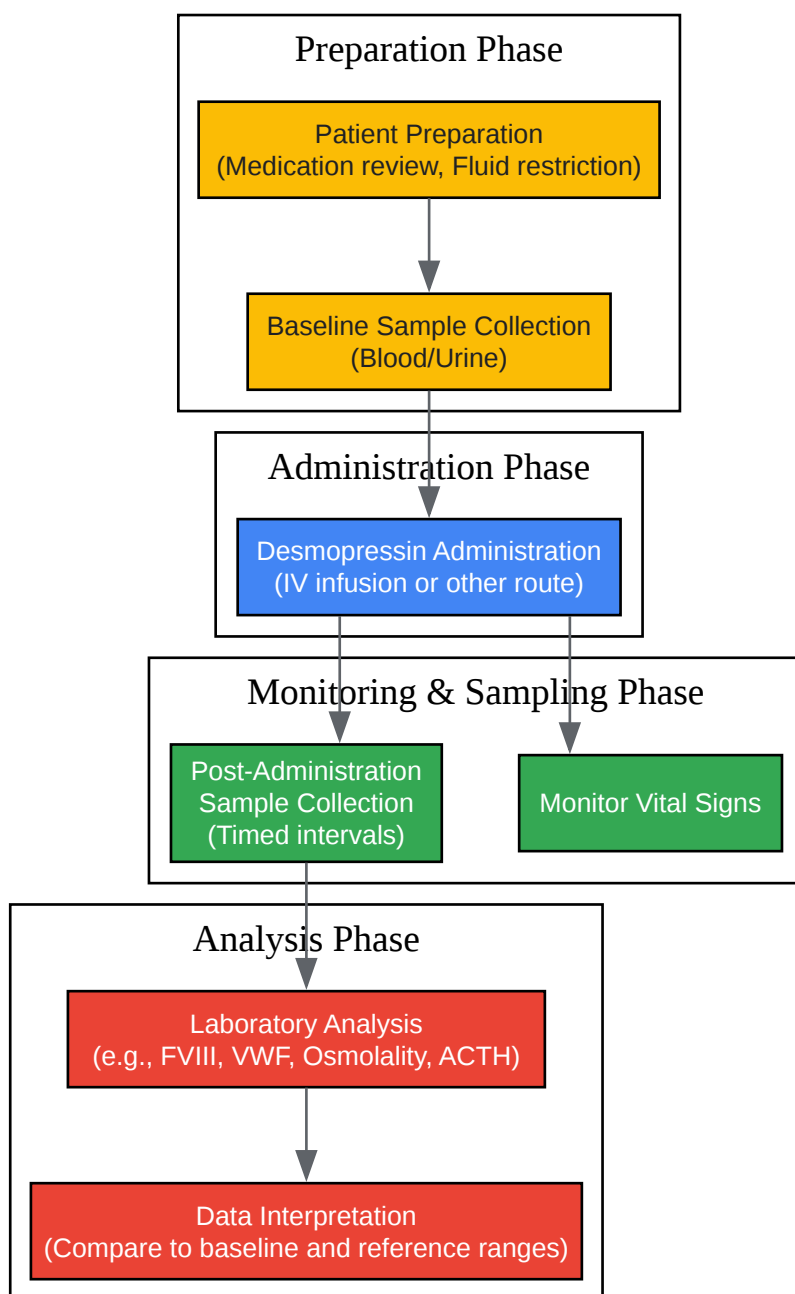 Preparation Phase
Patient Preparation
(Medication review, Fluid restriction)
Baseline Sample Collection
(Blood/Urine)
Administration Phase
Desmopressin Administration
(IV infusion or other route)
Monitoring & Sampling Phase
Post-Administration
Sample Collection
(Timed intervals)
Monitor Vital Signs
Analysis Phase
Laboratory Analysis
(e.g., FVIII, VWF, Osmolality, ACTH)
Data Interpretation
(Compare to baseline and reference ranges)